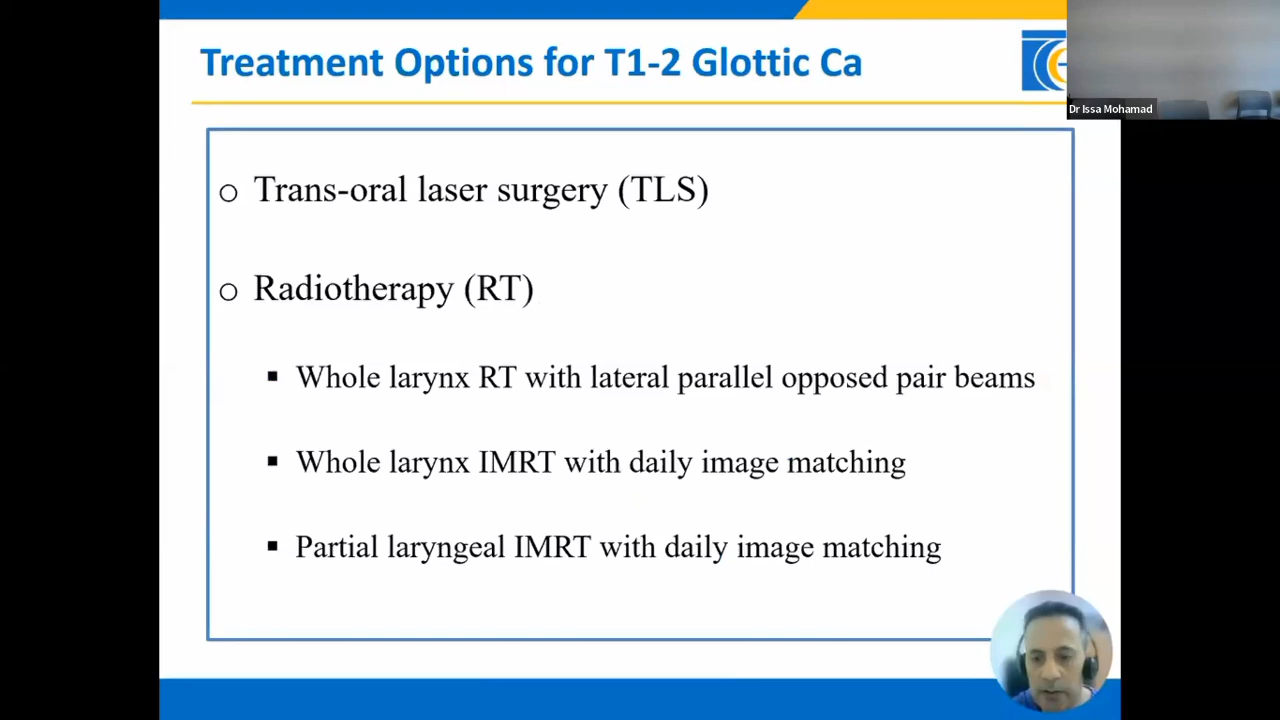 Treatment Options for T1-2 Glottic Ca
Dr Issa Mohamad
o Trans-oral laser surgery (TLS)
o Radiotherapy (RT)
▪ Whole larynx RT with lateral parallel opposed pair beams
▪ Whole larynx IMRT with daily image matching
▪ Partial laryngeal IMRT with daily image matching